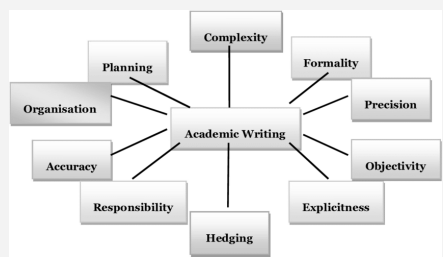 Complexity
Planning
Formality
Organisation
Precision
Academic Writing
Accuracy
Objectivity
Responsibility
Explicitness
Hedging